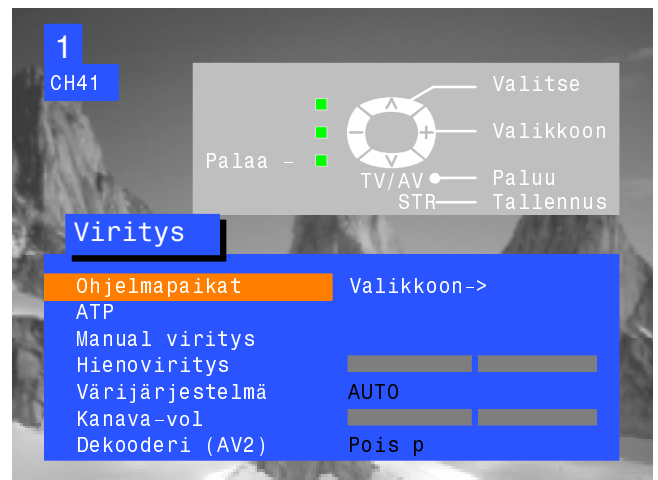 1
CH41
Valitse
Valikkoon
Palaa –
TV/AV Paluu
STR Tallennus
Viritys
Ohjelmapaikat Valikkoon–>
ATP
Manual viritys
Hienoviritys
Värijärjestelmä AUTO
Kanava–vol
Dekooderi (AV2) Pois p